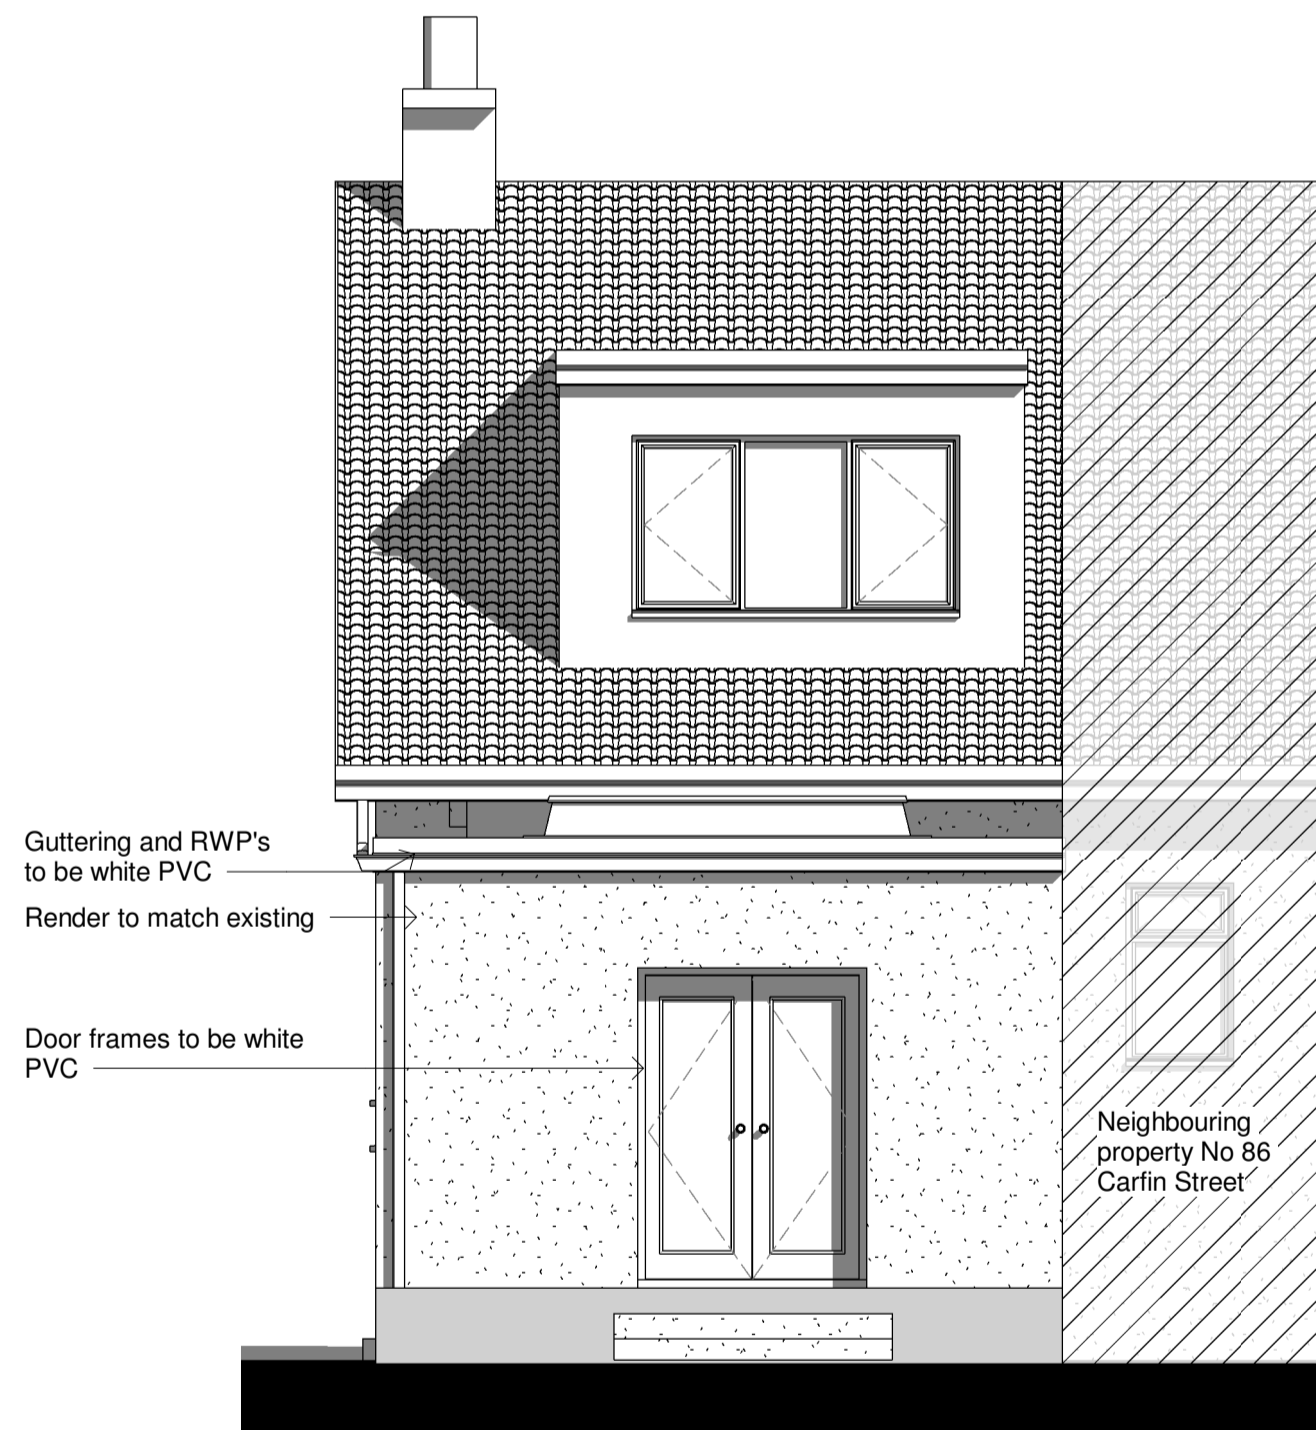 Guttering and RWP's
to be white PVC
Render to match existing
Door frames to be white
PVC
Neighbouring
property No 86
Carfin Street